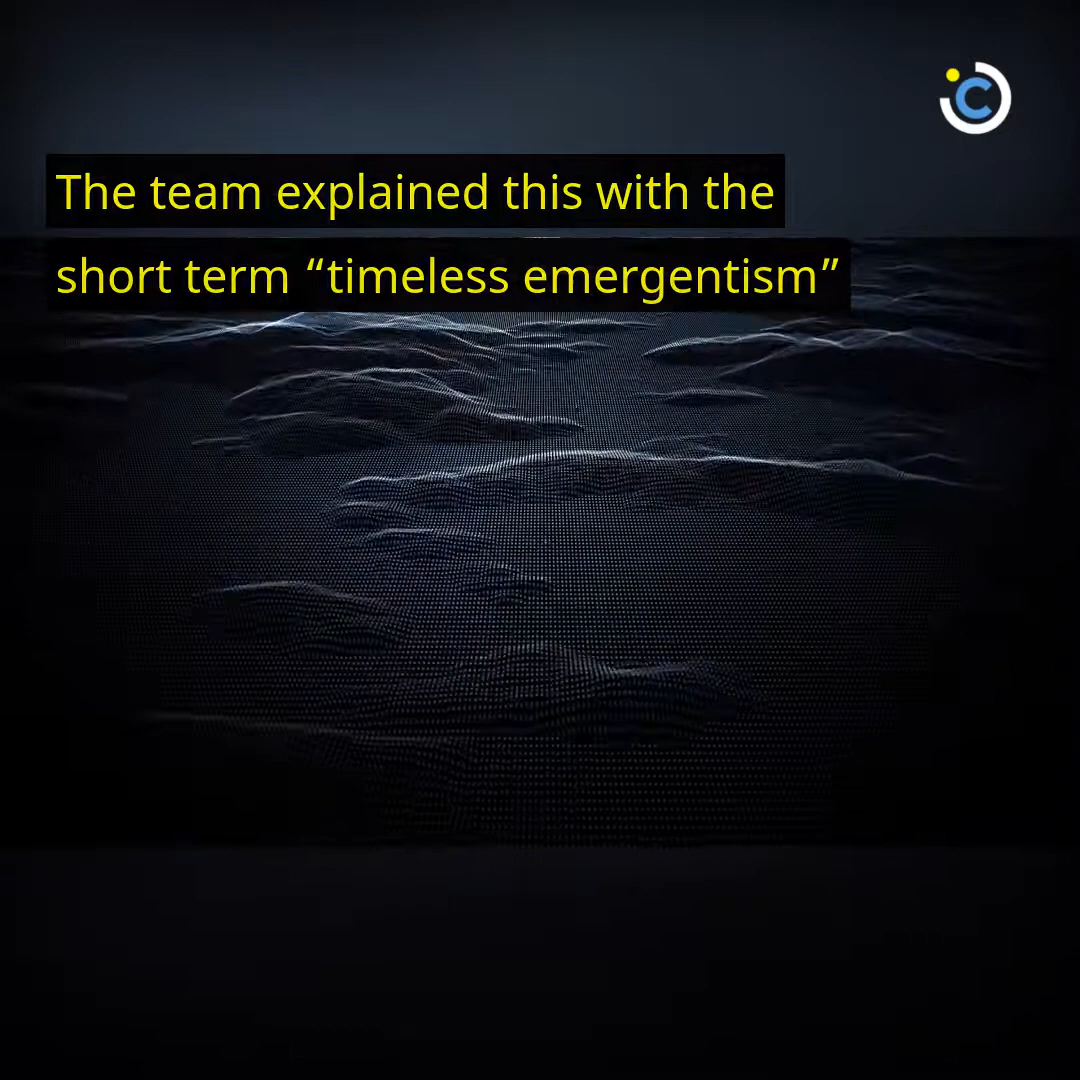 The team explained this with the
short term “timeless emergentism”